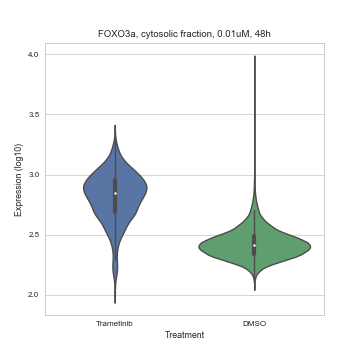 FOXO3a, cytosolic fraction, 0.01uM, 48h
4.0
3.5
3.0
2.5
2.0
Expression (log10)
Trametinib
DMSO
Treatment